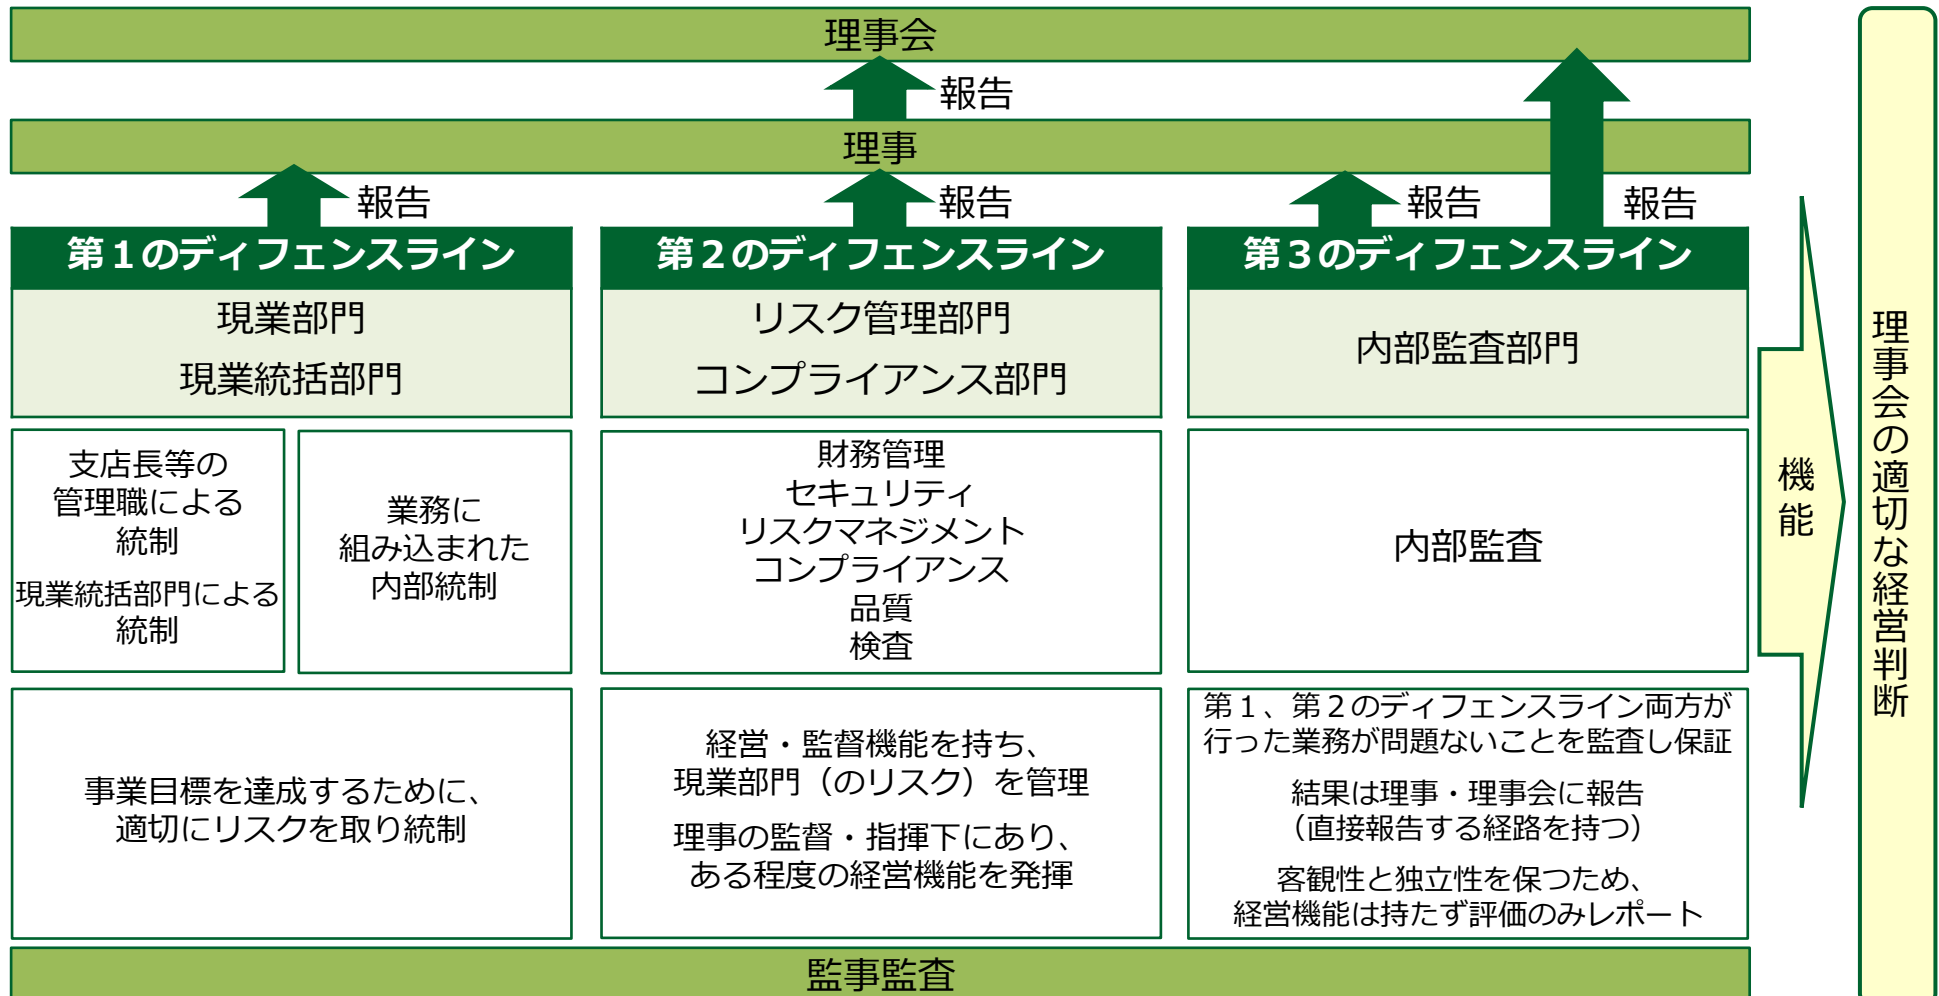 理事会
報告
理事
報告
報告
報告
報告
第１のディフェンスライン
現業部門
現業統括部門
支店長等の
管理職による
統制
現業統括部門による
統制
業務に
組み込まれた
内部統制
事業目標を達成するために、
適切にリスクを取り統制
第２のディフェンスライン
リスク管理部門
コンプライアンス部門
財務管理
セキュリティ
リスクマネジメント
コンプライアンス
品質
検査
経営・監督機能を持ち、
現業部門（のリスク）を管理
理事の監督・指揮下にあり、
ある程度の経営機能を発揮
第３のディフェンスライン
内部監査部門
内部監査
第１、第２のディフェンスライン両方が
行った業務が問題ないことを監査し保証
結果は理事・理事会に報告
（直接報告する経路を持つ）
客観性と独立性を保つため、
経営機能は持たず評価のみレポート
監事監査
機能
理事会の適切な経営判断